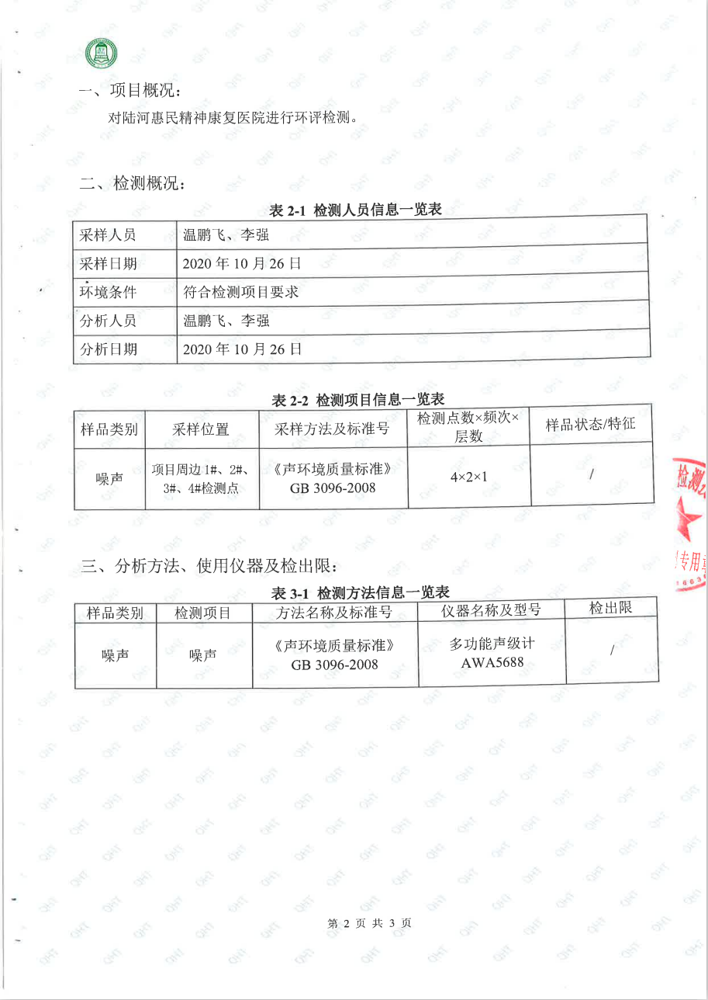 一、项目概况：
对陆河惠民精神康复医院进行环评检测。
二、检测概况：
表 2-1 检测人员信息一览表
采样人员 温鹏飞、李强
采样日期 2020 年 10 月 26 日
环境条件 符合检测项目要求
分析人员 温鹏飞、李强
分析日期 2020 年 10 月 26 日
表 2-2 检测项目信息一览表
样品类别 采样位置 采样方法及标准号 检测点数×频次×
层数 样品状态/特征
噪声 项目周边 1#、2#、
3#、4#检测点 《声环境质量标准》
GB 3096-2008 4×2×1 /
检测
专用
三、分析方法、使用仪器及检出限：
表 3-1 检测方法信息一览表
样品类别 检测项目 方法名称及标准号 仪器名称及型号 检出限
噪声 噪声 《声环境质量标准》
GB 3096-2008 多功能声级计
AWA5688 /
第 2 页 共 3 页
QHT